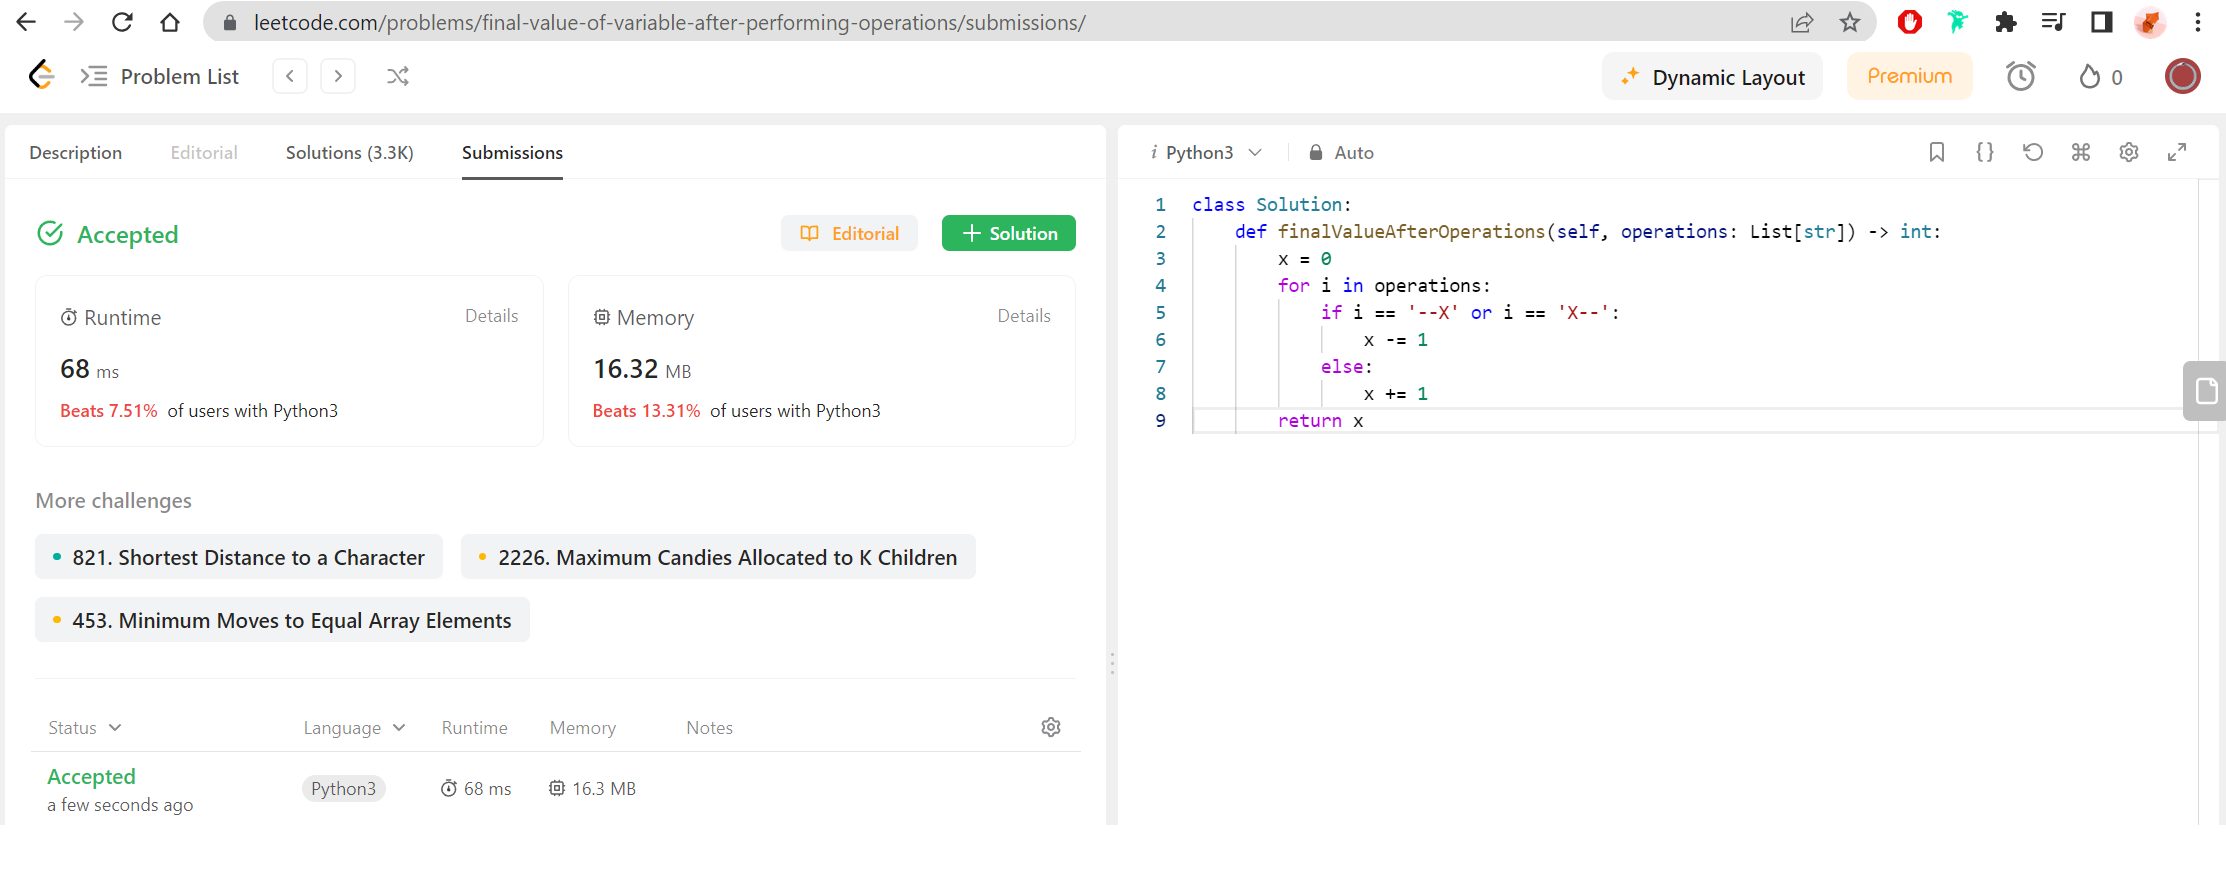 leetcode.com/problems/final-value-of-variable-after-performing-operations/submissions/
Problem List
Dynamic Layout
Premium
0
Description Editorial Solutions (3.3K) Submissions
Accepted
Editorial
+ Solution
Runtime Details
68 ms
Beats 7.51% of users with Python3
Memory Details
16.32 MB
Beats 13.31% of users with Python3
More challenges
821. Shortest Distance to a Character
2226. Maximum Candies Allocated to K Children
453. Minimum Moves to Equal Array Elements
Status Language Runtime Memory Notes
Accepted
a few seconds ago
Python3 68 ms 16.3 MB
i Python3 Auto
1 class Solution:
2     def finalValueAfterOperations(self, operations: List[str]) -> int:
3         x = 0
4         for i in operations:
5             if i == '--X' or i == 'X--':
6                 x -= 1
7             else:
8                 x += 1
9         return x